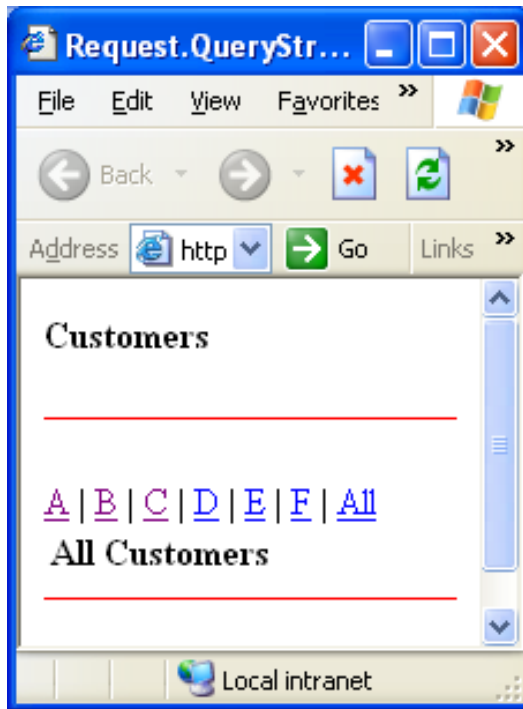 Request.QueryStr...
File Edit View Favorites »
Back »
Address http Go Links »
Customers
A | B | C | D | E | F | All
All Customers
Local intranet